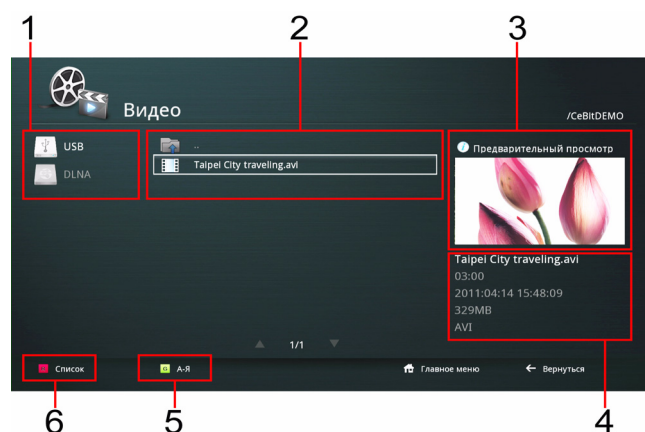 1 2 3
Видео
/CeBitDEMO
USB
DLNA
..
Taipei City traveling.avi
Предварительный просмотр
Taipei City traveling.avi
03:00
2011:04:14 15:48:09
329MB
AVI
1/1
Список
G А-Я
Главное меню
Вернуться
6 5 4